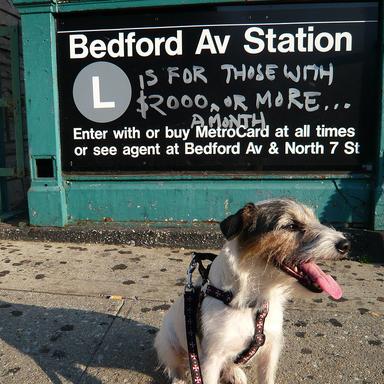 Bedford Av Station
L IS FOR THOSE WITH
$2000, OR MORE...
A MONTH
Enter with or buy MetroCard at all times
or see agent at Bedford Av & North 7 St